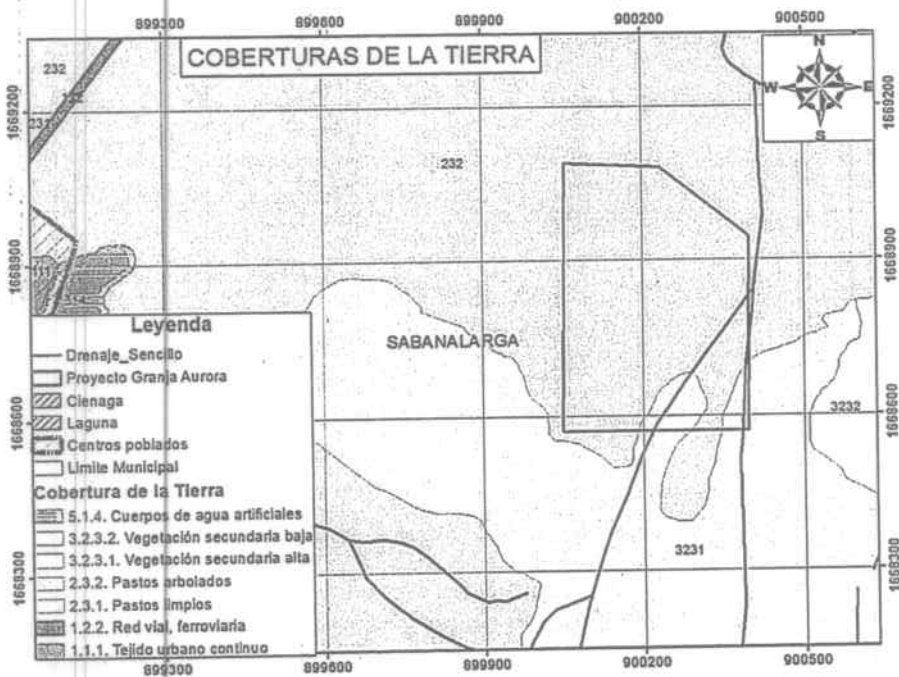 899300 899600 899900 900200 900500
COBERTURAS DE LA TIERRA
N
W E
S
232
1669200 1669200
231
232
1668900 1668900
111
SABANALARGA
Leyenda
Drenaje_Sencillo
Proyecto Granja Aurora
Cienaga
Laguna
Centros poblados
Limite Municipal
Cobertura de la Tierra
5.1.4. Cuerpos de agua artificiales
3.2.3.2. Vegetación secundaria baja
3.2.3.1. Vegetación secundaria alta
2.3.2. Pastos arbolados
2.3.1. Pastos limpios
1.2.2. Red vial, ferroviaria
1.1.1. Tejido urbano continuo
3232
1668600 1668600
3231
1668300 1668300
899300 899600 899900 900200 900500